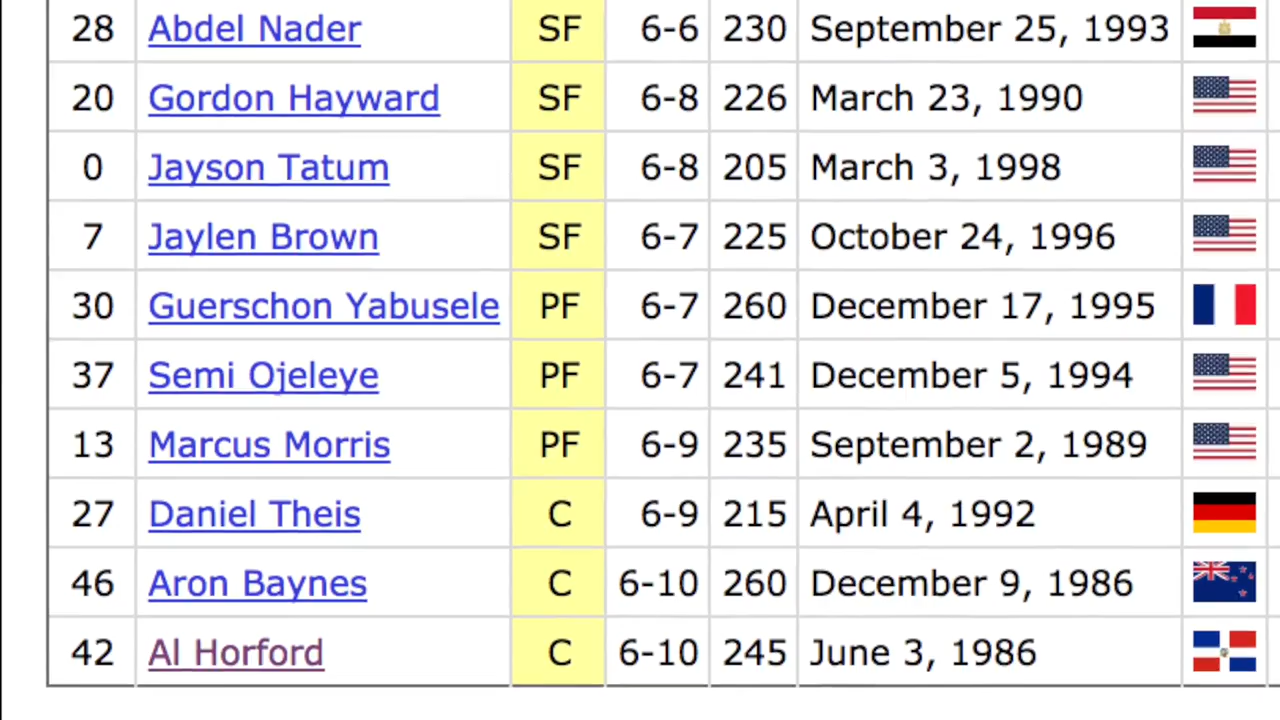 28 Abdel Nader SF 6-6 230 September 25, 1993
20 Gordon Hayward SF 6-8 226 March 23, 1990
0 Jayson Tatum SF 6-8 205 March 3, 1998
7 Jaylen Brown SF 6-7 225 October 24, 1996
30 Guerschon Yabusele PF 6-7 260 December 17, 1995
37 Semi Ojeleye PF 6-7 241 December 5, 1994
13 Marcus Morris PF 6-9 235 September 2, 1989
27 Daniel Theis C 6-9 215 April 4, 1992
46 Aron Baynes C 6-10 260 December 9, 1986
42 Al Horford C 6-10 245 June 3, 1986